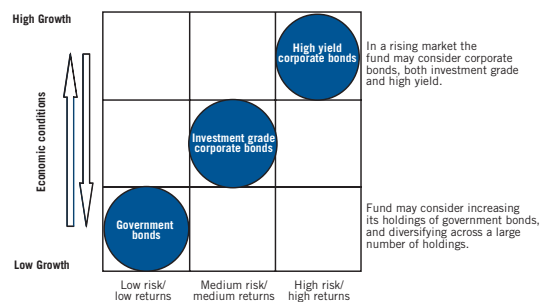 High Growth
High yield
corporate bonds
In a rising market the
fund may consider corporate
bonds, both investment grade
and high yield.
Economic conditions
Investment grade
corporate bonds
Government
bonds
Fund may consider increasing
its holdings of government bonds,
and diversifying across a large
number of holdings.
Low Growth
Low risk/
low returns
Medium risk/
medium returns
High risk/
high returns